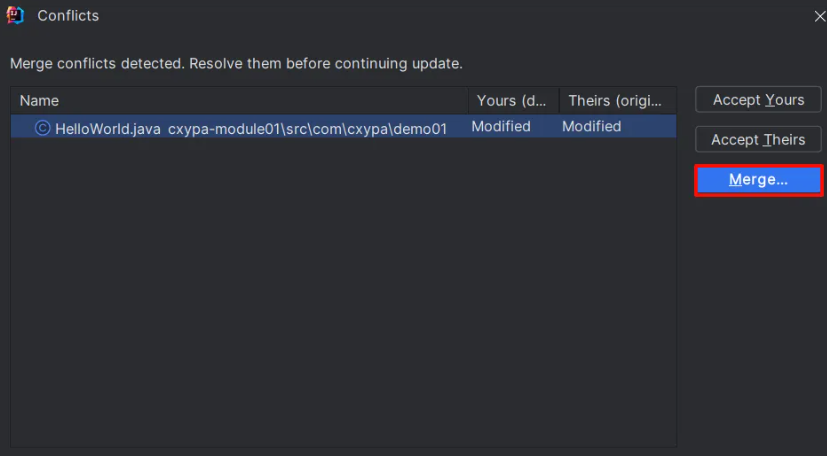 Conflicts
Merge conflicts detected. Resolve them before continuing update.
Name Yours (d... Theirs (origi...
HelloWorld.java cxypa-module01\src\com\cxypa\demo01 Modified Modified
Accept Yours
Accept Theirs
Merge...